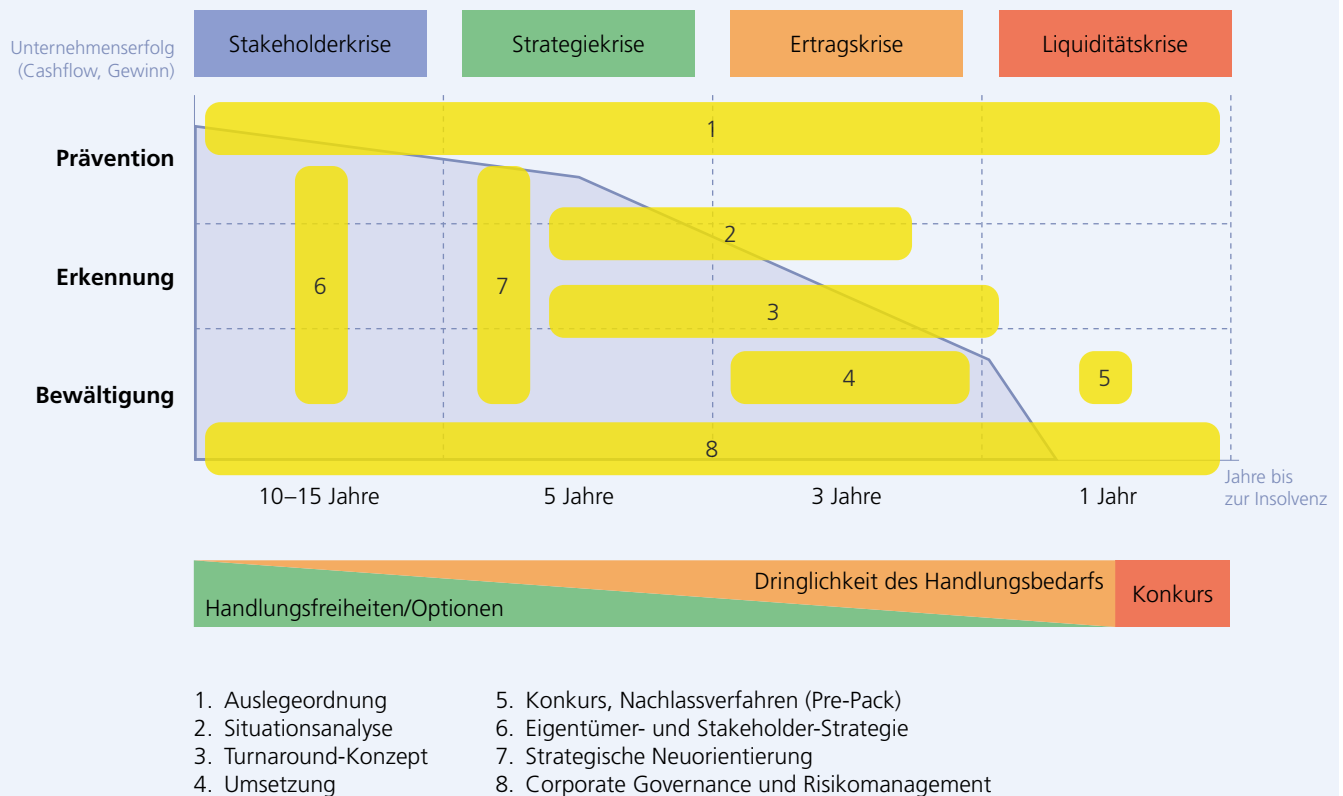 Unternehmenserfolg
(Cashflow, Gewinn)
Stakeholderkrise
Strategiekrise
Ertragskrise
Liquiditätskrise
Prävention
Erkennung
Bewältigung
1
2
3
4
5
6
7
8
10–15 Jahre
5 Jahre
3 Jahre
1 Jahr
Jahre bis
zur Insolvenz
Handlungsfreiheiten/Optionen
Dringlichkeit des Handlungsbedarfs
Konkurs
1. Auslegeordnung
2. Situationsanalyse
3. Turnaround-Konzept
4. Umsetzung
5. Konkurs, Nachlassverfahren (Pre-Pack)
6. Eigentümer- und Stakeholder-Strategie
7. Strategische Neuorientierung
8. Corporate Governance und Risikomanagement